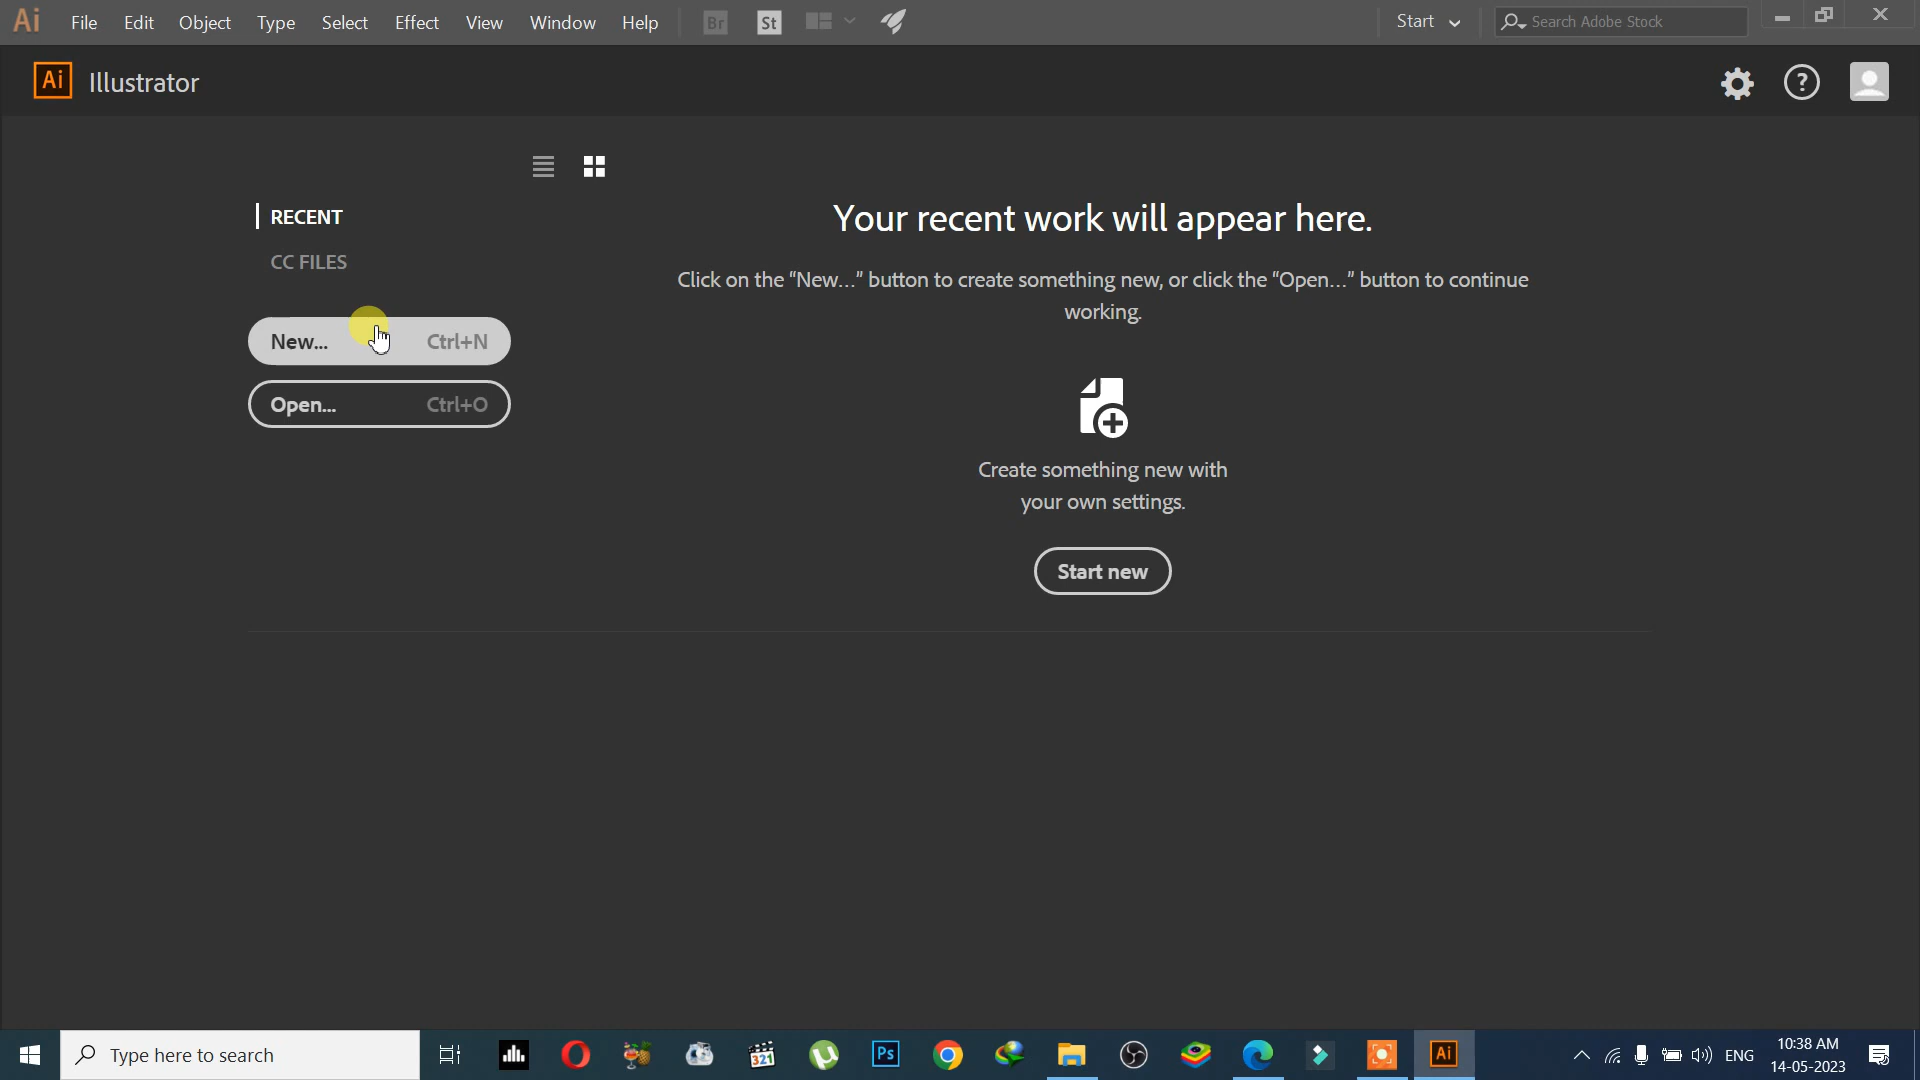 Ai File Edit Object Type Select Effect View Window Help Br St Start Search Adobe Stock
Ai Illustrator ?
RECENT
CC FILES
New... Ctrl+N
Open... Ctrl+O
Your recent work will appear here.
Click on the “New...” button to create something new, or click the “Open...” button to continue
working.
Create something new with
your own settings.
Start new
Type here to search
321
Ps
Ai
ENG
10:38 AM
14-05-2023